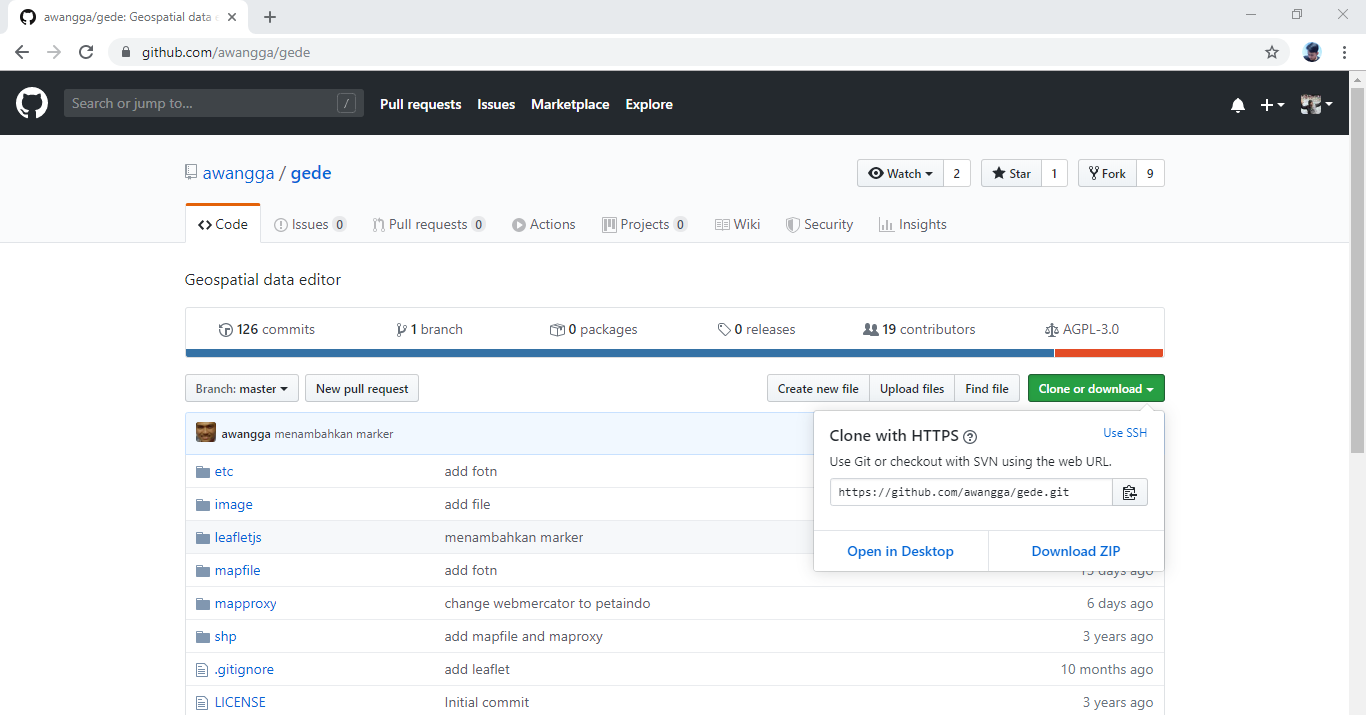 awangga/gede: Geospatial data e
github.com/awangga/gede
Search or jump to... / Pull requests Issues Marketplace Explore
awangga / gede Watch 2 Star 1 Fork 9
Code Issues 0 Pull requests 0 Actions Projects 0 Wiki Security Insights
Geospatial data editor
126 commits 1 branch 0 packages 0 releases 19 contributors AGPL-3.0
Branch: master New pull request Create new file Upload files Find file Clone or download
awangga menambahkan marker
Clone with HTTPS ? Use SSH
Use Git or checkout with SVN using the web URL.
https://github.com/awangga/gede.git
Open in Desktop Download ZIP
etc add fotn
image add file
leafletjs menambahkan marker
mapfile add fotn days ago
mapproxy change webmercator to petaindo 6 days ago
shp add mapfile and maproxy 3 years ago
.gitignore add leaflet 10 months ago
LICENSE Initial commit 3 years ago